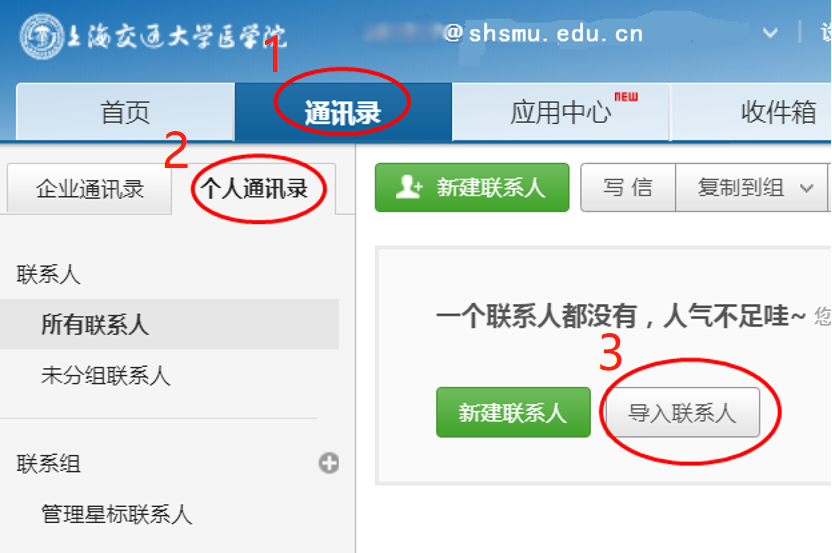 上海交通大学医学院
@shsmu.edu.cn
1
首页
通讯录
应用中心
NEW
收件箱
2
企业通讯录
个人通讯录
新建联系人
写 信
复制到组
联系人
所有联系人
未分组联系人
一个联系人都没有，人气不足哇~ 您
3
新建联系人
导入联系人
联系组
管理星标联系人